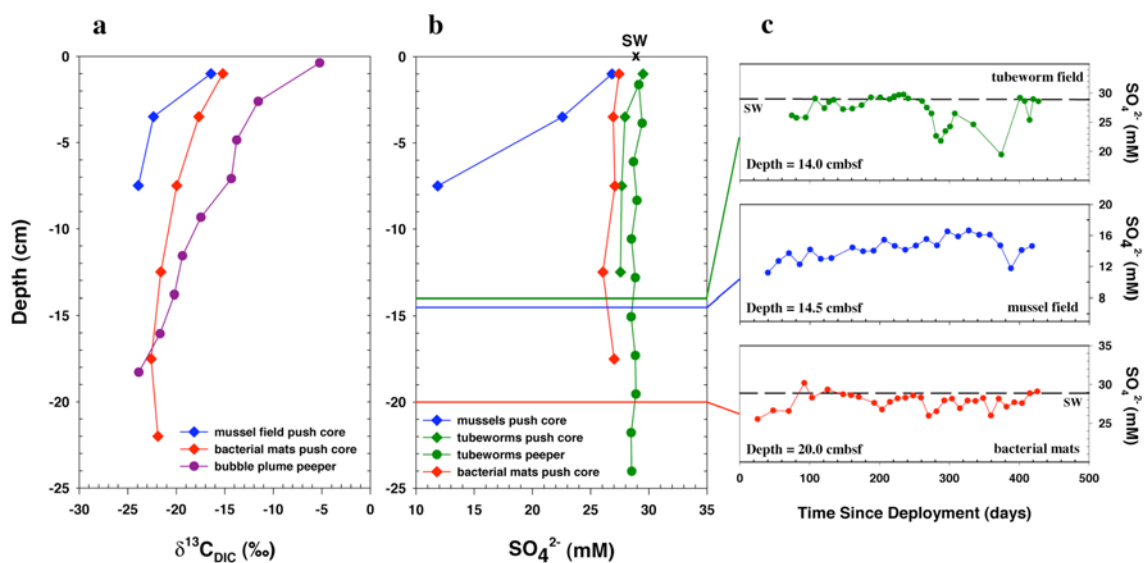 a
b
c
SW
x
0
-5
-10
-15
-20
-25
Depth (cm)
mussel field push core
bacterial mats push core
bubble plume peeper
-30 -25 -20 -15 -10 -5 0
δ13CDIC (‰)
0
-5
-10
-15
-20
-25
mussels push core
tubeworms push core
tubeworms peeper
bacterial mats push core
10 15 20 25 30 35
SO42- (mM)
tubeworm field
SW
Depth = 14.0 cmbsf
30
25
20
SO42-
(mM)
Depth = 14.5 cmbsf
mussel field
20
16
12
8
SO42-
(mM)
SW
Depth = 20.0 cmbsf
bacterial mats
35
30
25
SO42-
(mM)
0 100 200 300 400 500
Time Since Deployment (days)